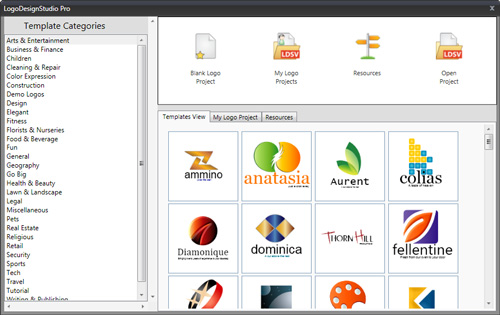 LogoDesignStudio Pro
X
Template Categories
Arts & Entertainment
Business & Finance
Children
Cleaning & Repair
Color Expression
Construction
Demo Logos
Design
Elegant
Fitness
Florists & Nurseries
Food & Beverage
Fun
General
Geography
Go Big
Health & Beauty
Lawn & Landscape
Legal
Miscellaneous
Pets
Real Estate
Religious
Retail
Security
Sports
Tech
Travel
Tutorial
Writing & Publishing
LDSV
LDSV
Blank Logo
Project
My Logo
Projects
Resources
Open
Project
Templates View
My Logo Project
Resources
ammino
anatasia
Aurent
colias
Diamonique
dominica
THORN HILL
fellentine